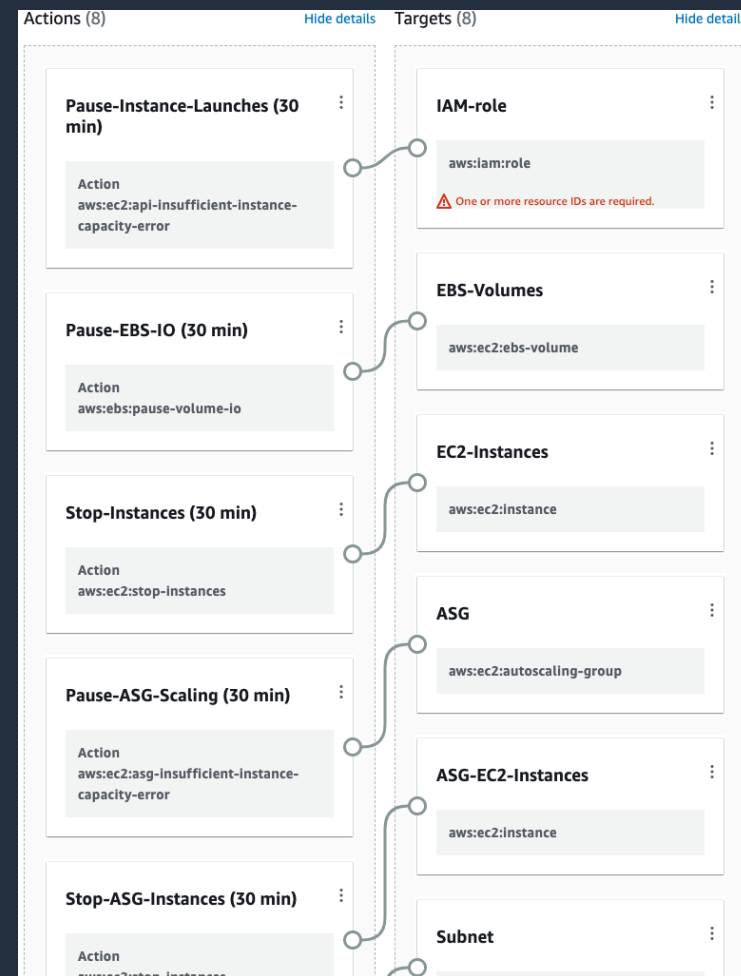 Actions (8)
Hide details
Pause-Instance-Launches (30
min)
Action
aws:ec2:api-insufficient-instance-
capacity-error
Pause-EBS-IO (30 min)
Action
aws:ebs:pause-volume-io
Stop-Instances (30 min)
Action
aws:ec2:stop-instances
Pause-ASG-Scaling (30 min)
Action
aws:ec2:asg-insufficient-instance-
capacity-error
Stop-ASG-Instances (30 min)
Action
aws:ec2:stop-instances
Targets (8)
Hide detail
IAM-role
aws:iam:role
One or more resource IDs are required.
EBS-Volumes
aws:ec2:ebs-volume
EC2-Instances
aws:ec2:instance
ASG
aws:ec2:autoscaling-group
ASG-EC2-Instances
aws:ec2:instance
Subnet